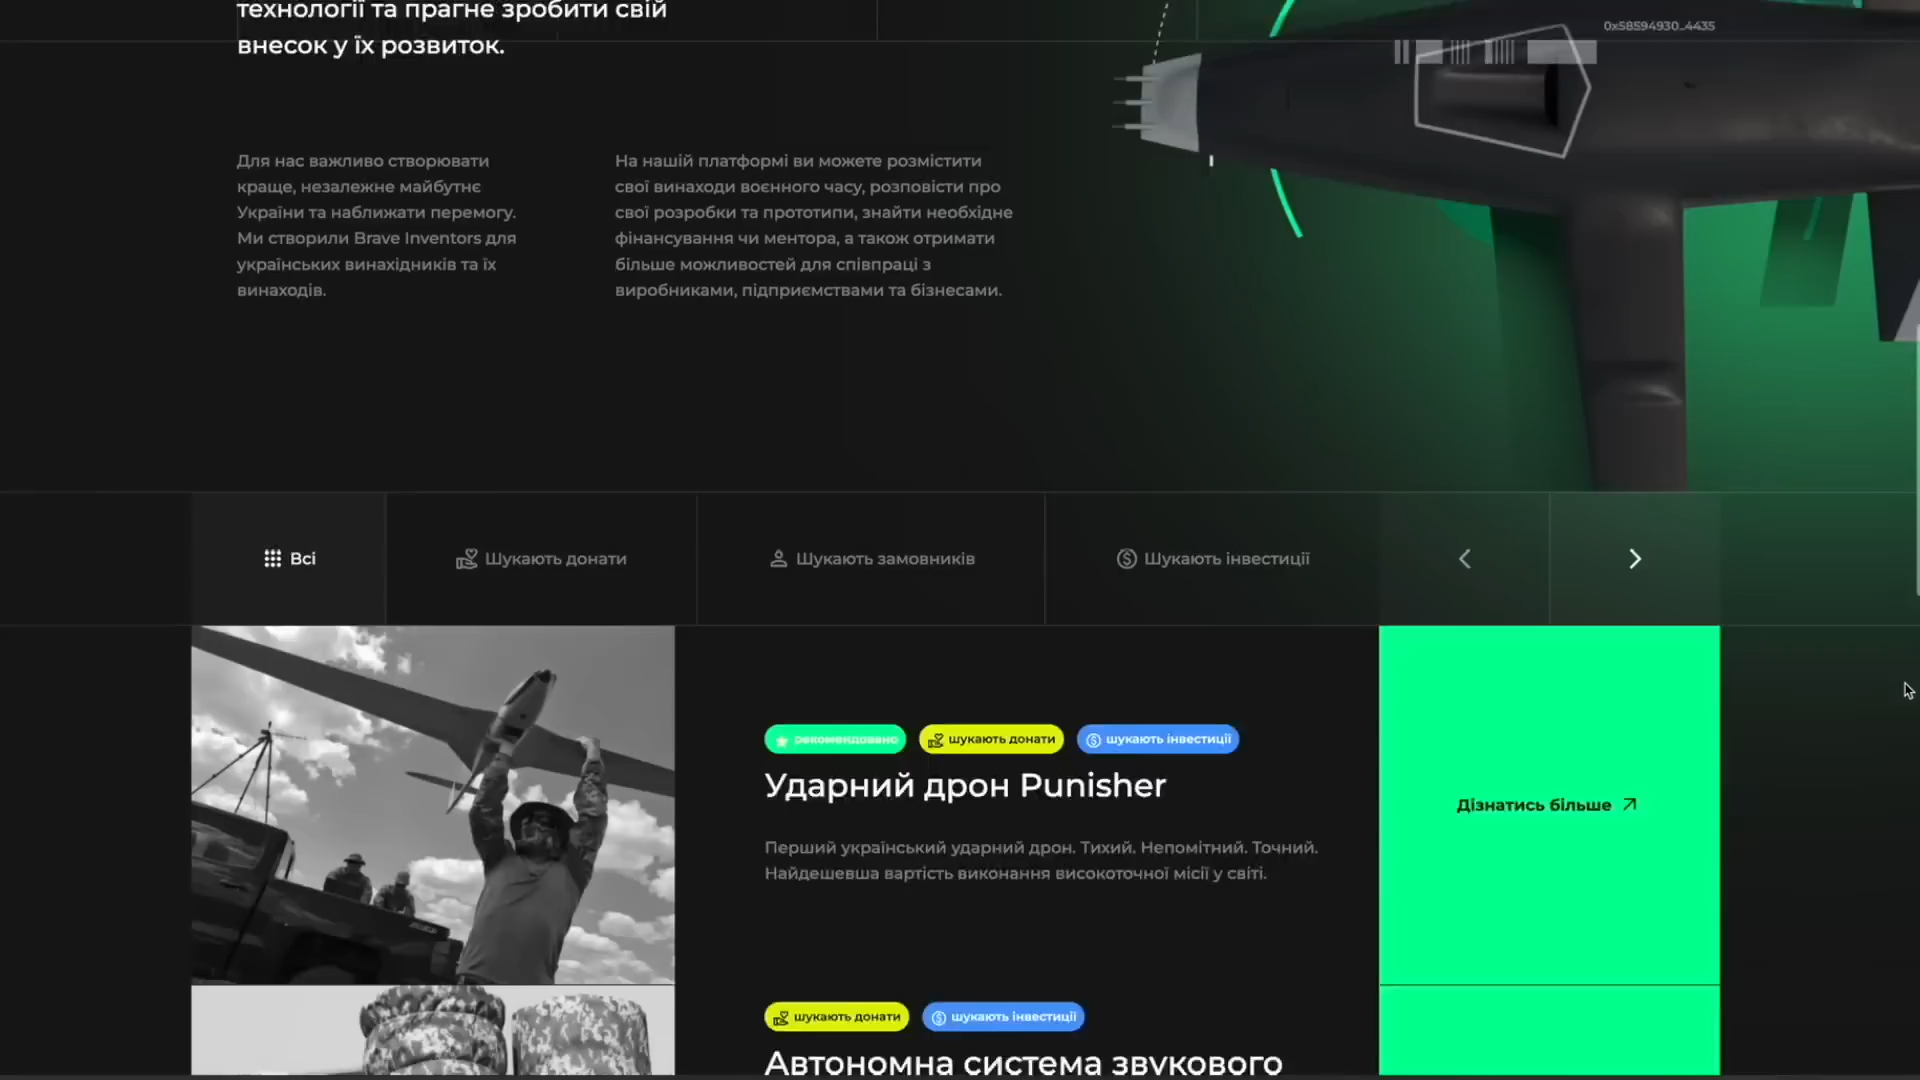 технології та прагне зробити свій
внесок у їх розвиток.
0x58594930_4435
Для нас важливо створювати
краще, незалежне майбутнє
України та наближати перемогу.
Ми створили Brave Inventors для
українських винахідників та їх
винаходів.
На нашій платформі ви можете розмістити
свої винаходи воєнного часу, розповісти про
свої розробки та прототипи, знайти необхідне
фінансування чи ментора, а також отримати
більше можливостей для співпраці з
виробниками, підприємствами та бізнесами.
Всі
Шукають донати
Шукають замовників
Шукають інвестиції
рекомендовано
шукають донати
шукають інвестиції
Ударний дрон Punisher
Перший український ударний дрон. Тихий. Непомітний. Точний.
Найдешевша вартість виконання високоточної місії у світі.
Дізнатись більше
шукають донати
шукають інвестиції
Автономна система звукового